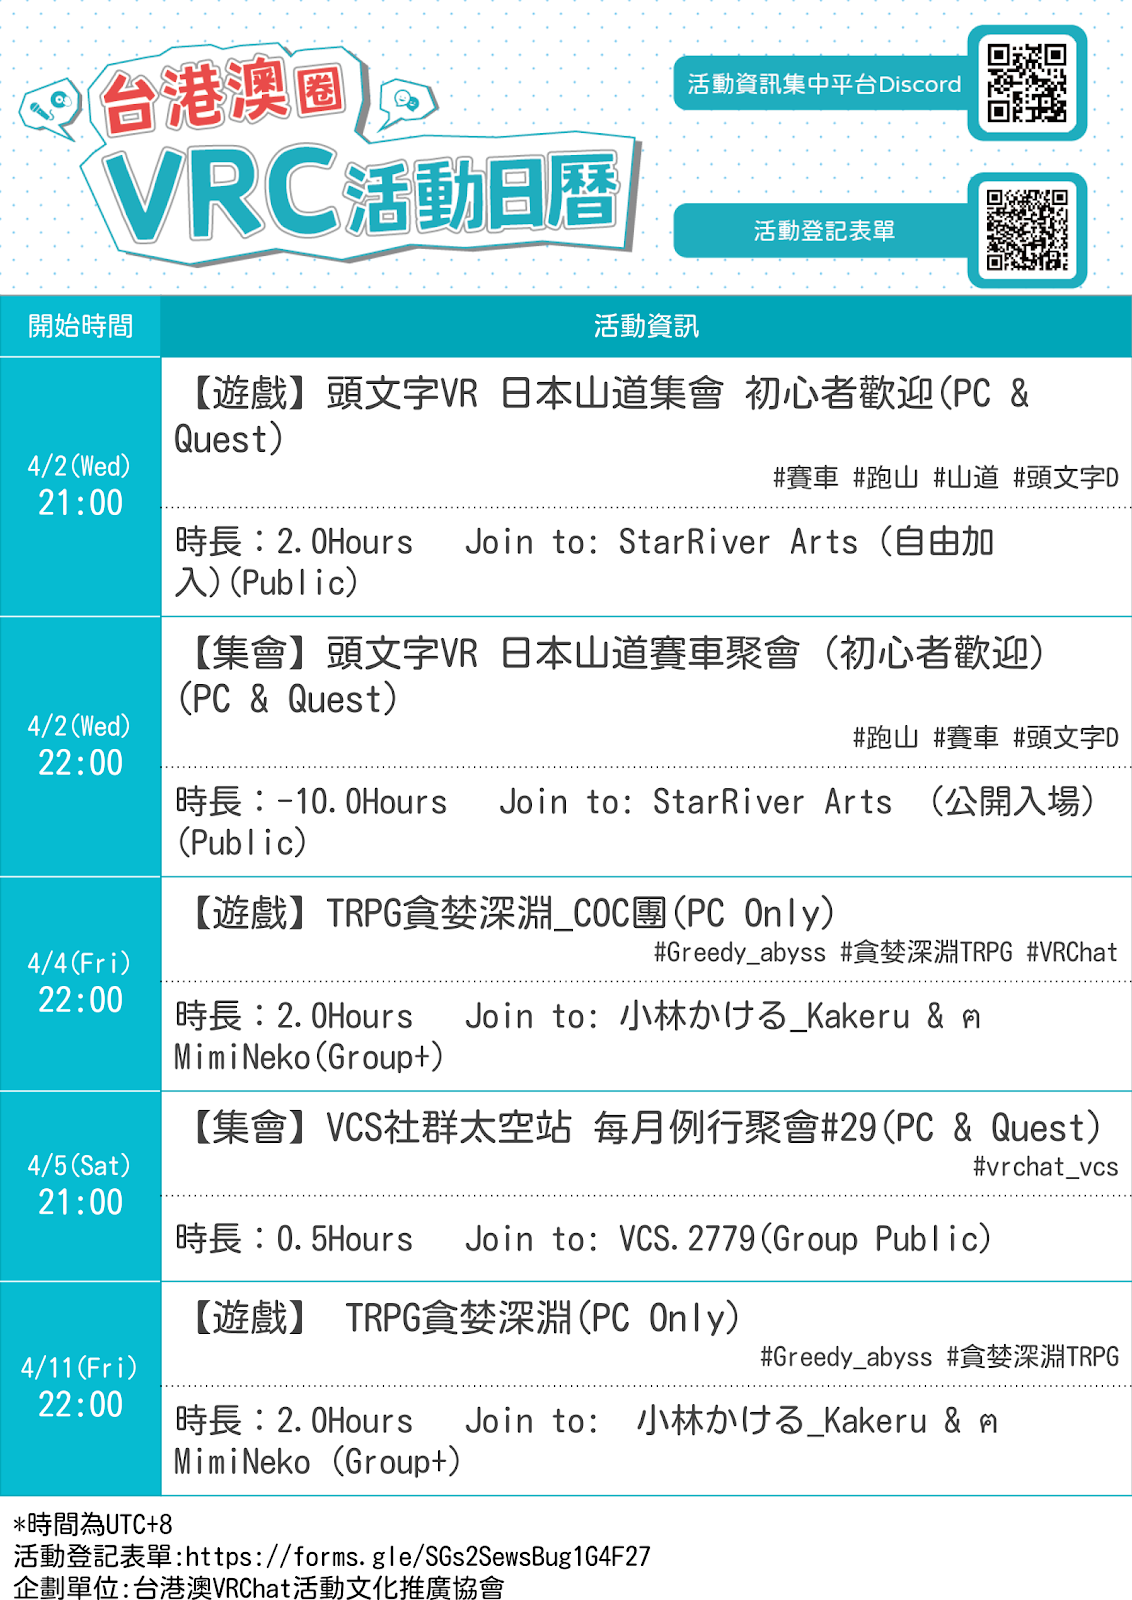 台港澳圈
VRC活動日曆
活動資訊集中平台Discord
活動登記表單
開始時間
活動資訊
4/2(Wed)
21:00
【遊戲】頭文字VR 日本山道集會 初心者歡迎(PC &
Quest)
#賽車 #跑山 #山道 #頭文字D
時長：2.0Hours Join to: StarRiver Arts (自由加
入)(Public)
4/2(Wed)
22:00
【集會】頭文字VR 日本山道賽車聚會 (初心者歡迎)
(PC & Quest)
#跑山 #賽車 #頭文字D
時長：-10.0Hours Join to: StarRiver Arts （公開入場）
(Public)
4/4(Fri)
22:00
【遊戲】TRPG貪婪深淵_COC團(PC Only)
#Greedy_abyss #貪婪深淵TRPG #VRChat
時長：2.0Hours Join to: 小林かける_Kakeru & ฅ
MimiNeko(Group+)
4/5(Sat)
21:00
【集會】VCS社群太空站 每月例行聚會#29(PC & Quest)
#vrchat_vcs
時長：0.5Hours Join to: VCS.2779(Group Public)
4/11(Fri)
22:00
【遊戲】 TRPG貪婪深淵(PC Only)
#Greedy_abyss #貪婪深淵TRPG
時長：2.0Hours Join to: 小林かける_Kakeru & ฅ
MimiNeko (Group+)
*時間為UTC+8
活動登記表單:https://forms.gle/SGs2SewsBug1G4F27
企劃單位:台港澳VRChat活動文化推廣協會